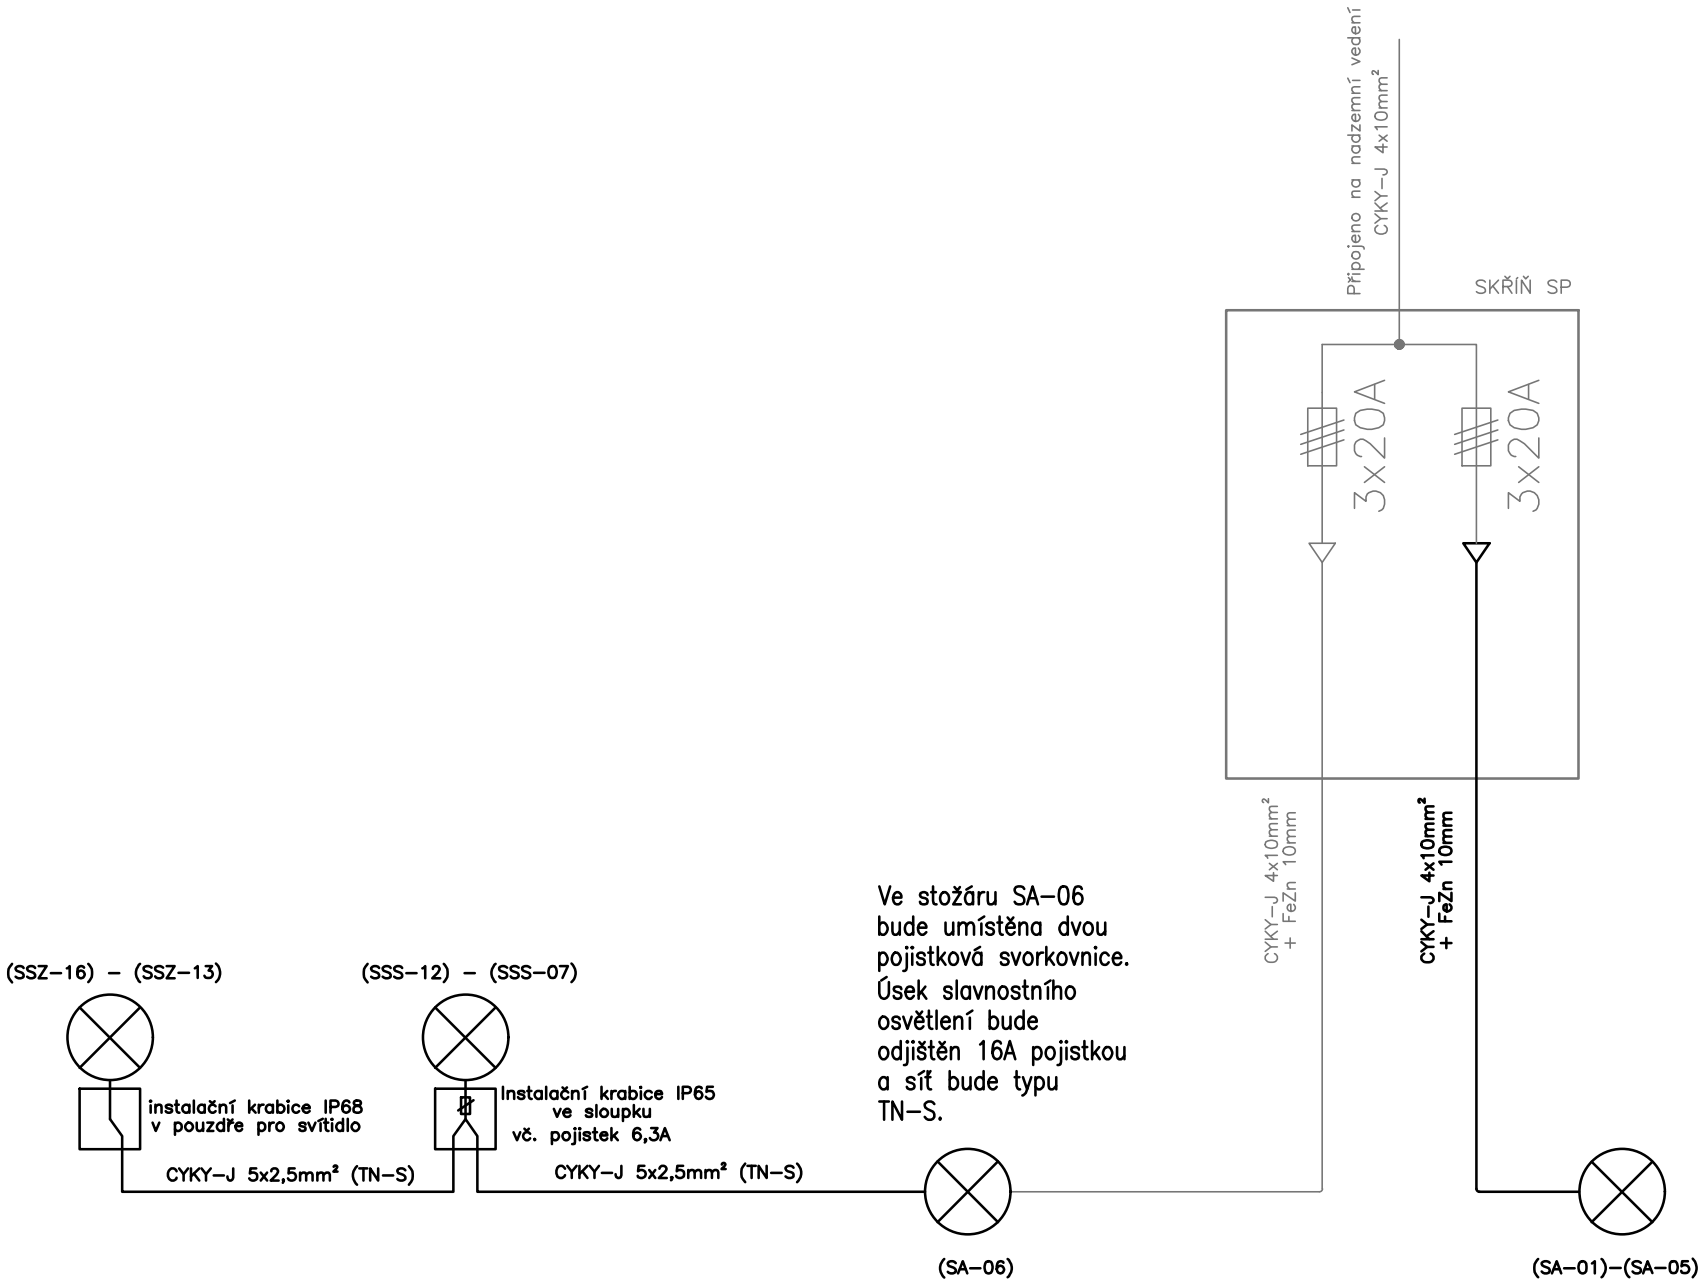 Připojeno na nadzemní vedení
CYKY-J 4x10mm²
SKŘÍŇ SP
3x20A
3x20A
CYKY-J 4x10mm²
+ FeZn 10mm
CYKY-J 4x10mm²
+ FeZn 10mm
Ve stožáru SA-06
bude umístěna dvou
pojistková svorkovnice.
Úsek slavnostního
osvětlení bude
odjištěn 16A pojistkou
a síť bude typu
TN-S.
(SSZ-16) - (SSZ-13)
(SSS-12) - (SSS-07)
instalační krabice IP68
v pouzdře pro svítidlo
Instalační krabice IP65
ve sloupku
vč. pojistek 6,3A
CYKY-J 5x2,5mm² (TN-S)
CYKY-J 5x2,5mm² (TN-S)
(SA-06)
(SA-01)-(SA-05)